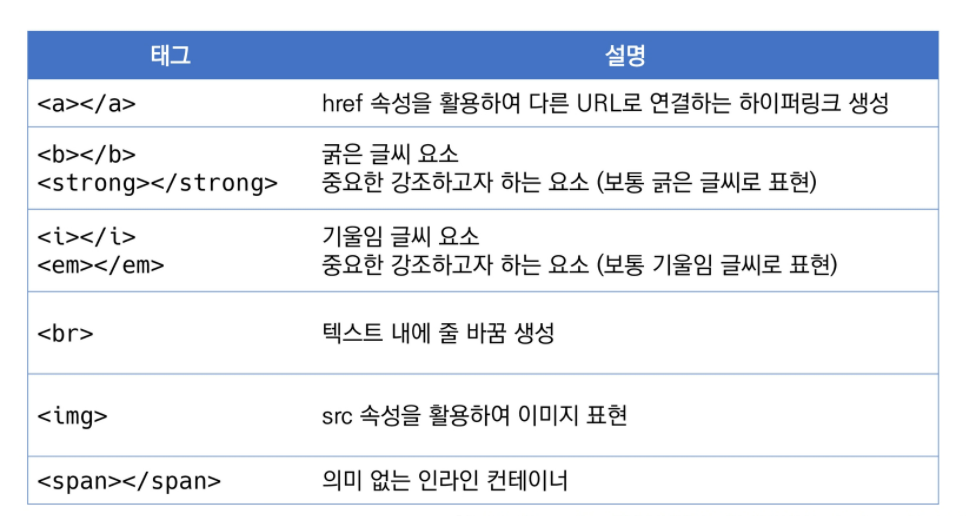 태그 설명
<a></a> href 속성을 활용하여 다른 URL로 연결하는 하이퍼링크 생성
<b></b> 굵은 글씨 요소
<strong></strong> 중요한 강조하고자 하는 요소 (보통 굵은 글씨로 표현)
<i></i> 기울임 글씨 요소
<em></em> 중요한 강조하고자 하는 요소 (보통 기울임 글씨로 표현)
<br> 텍스트 내에 줄 바꿈 생성
<img> src 속성을 활용하여 이미지 표현
<span></span> 의미 없는 인라인 컨테이너